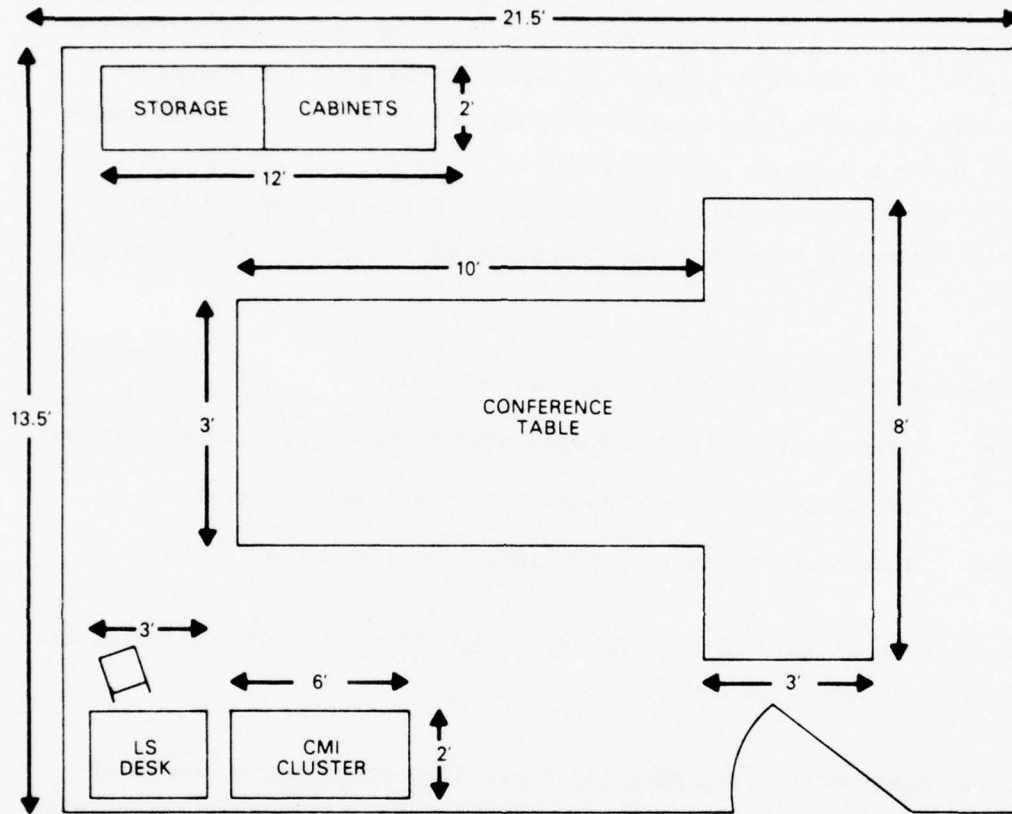 21.5'
STORAGE CABINETS 2'
12'
10'
13.5' 3' CONFERENCE 8'
TABLE
3' 6' 3'
LS CMI 2'
DESK CLUSTER